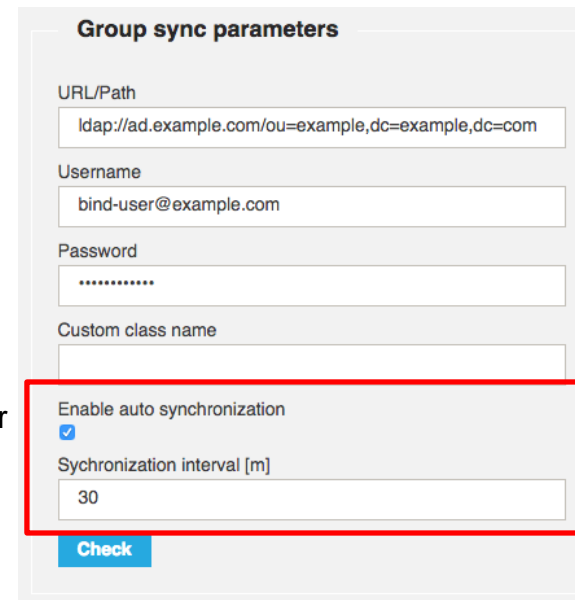 Group sync parameters
URL/Path
ldap://ad.example.com/ou=example,dc=example,dc=com
Username
bind-user@example.com
Password
••••••••••••
Custom class name
r
Enable auto synchronization
Sychronization interval [m]
30
Check